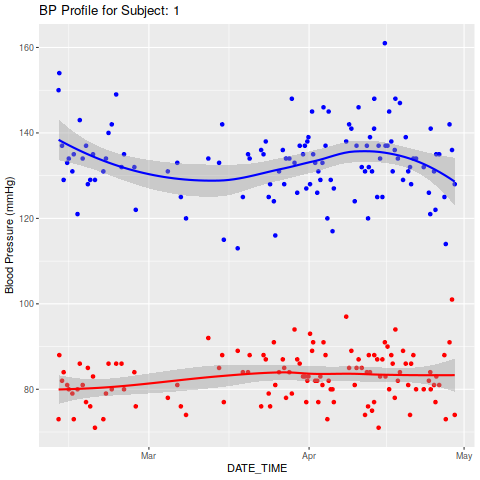 BP Profile for Subject: 1
160
140
120
100
80
Blood Pressure (mmHg)
Mar
Apr
May
DATE_TIME